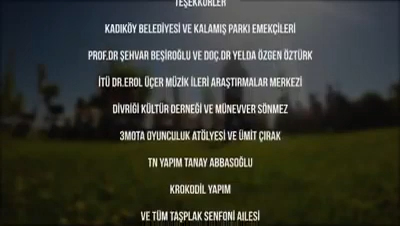 TEŞEKKÜRLER
KADIKÖY BELEDİYESİ VE KALAMIŞ PARKI EMEKÇİLERİ
PROF.DR ŞEHVAR BEŞİROĞLU VE DOÇ.DR YELDA ÖZGEN ÖZTÜRK
İTÜ DR.EROL ÜÇER MÜZİK İLERİ ARAŞTIRMALAR MERKEZİ
DİVRİĞİ KÜLTÜR DERNEĞİ VE MÜNEVVER SÖNMEZ
3MOTA OYUNCULUK ATÖLYESİ VE ÜMİT ÇIRAK
TN YAPIM TANAY ABBASOĞLU
KROKODİL YAPIM
VE TÜM TAŞPLAK SENFONİ AİLESİ